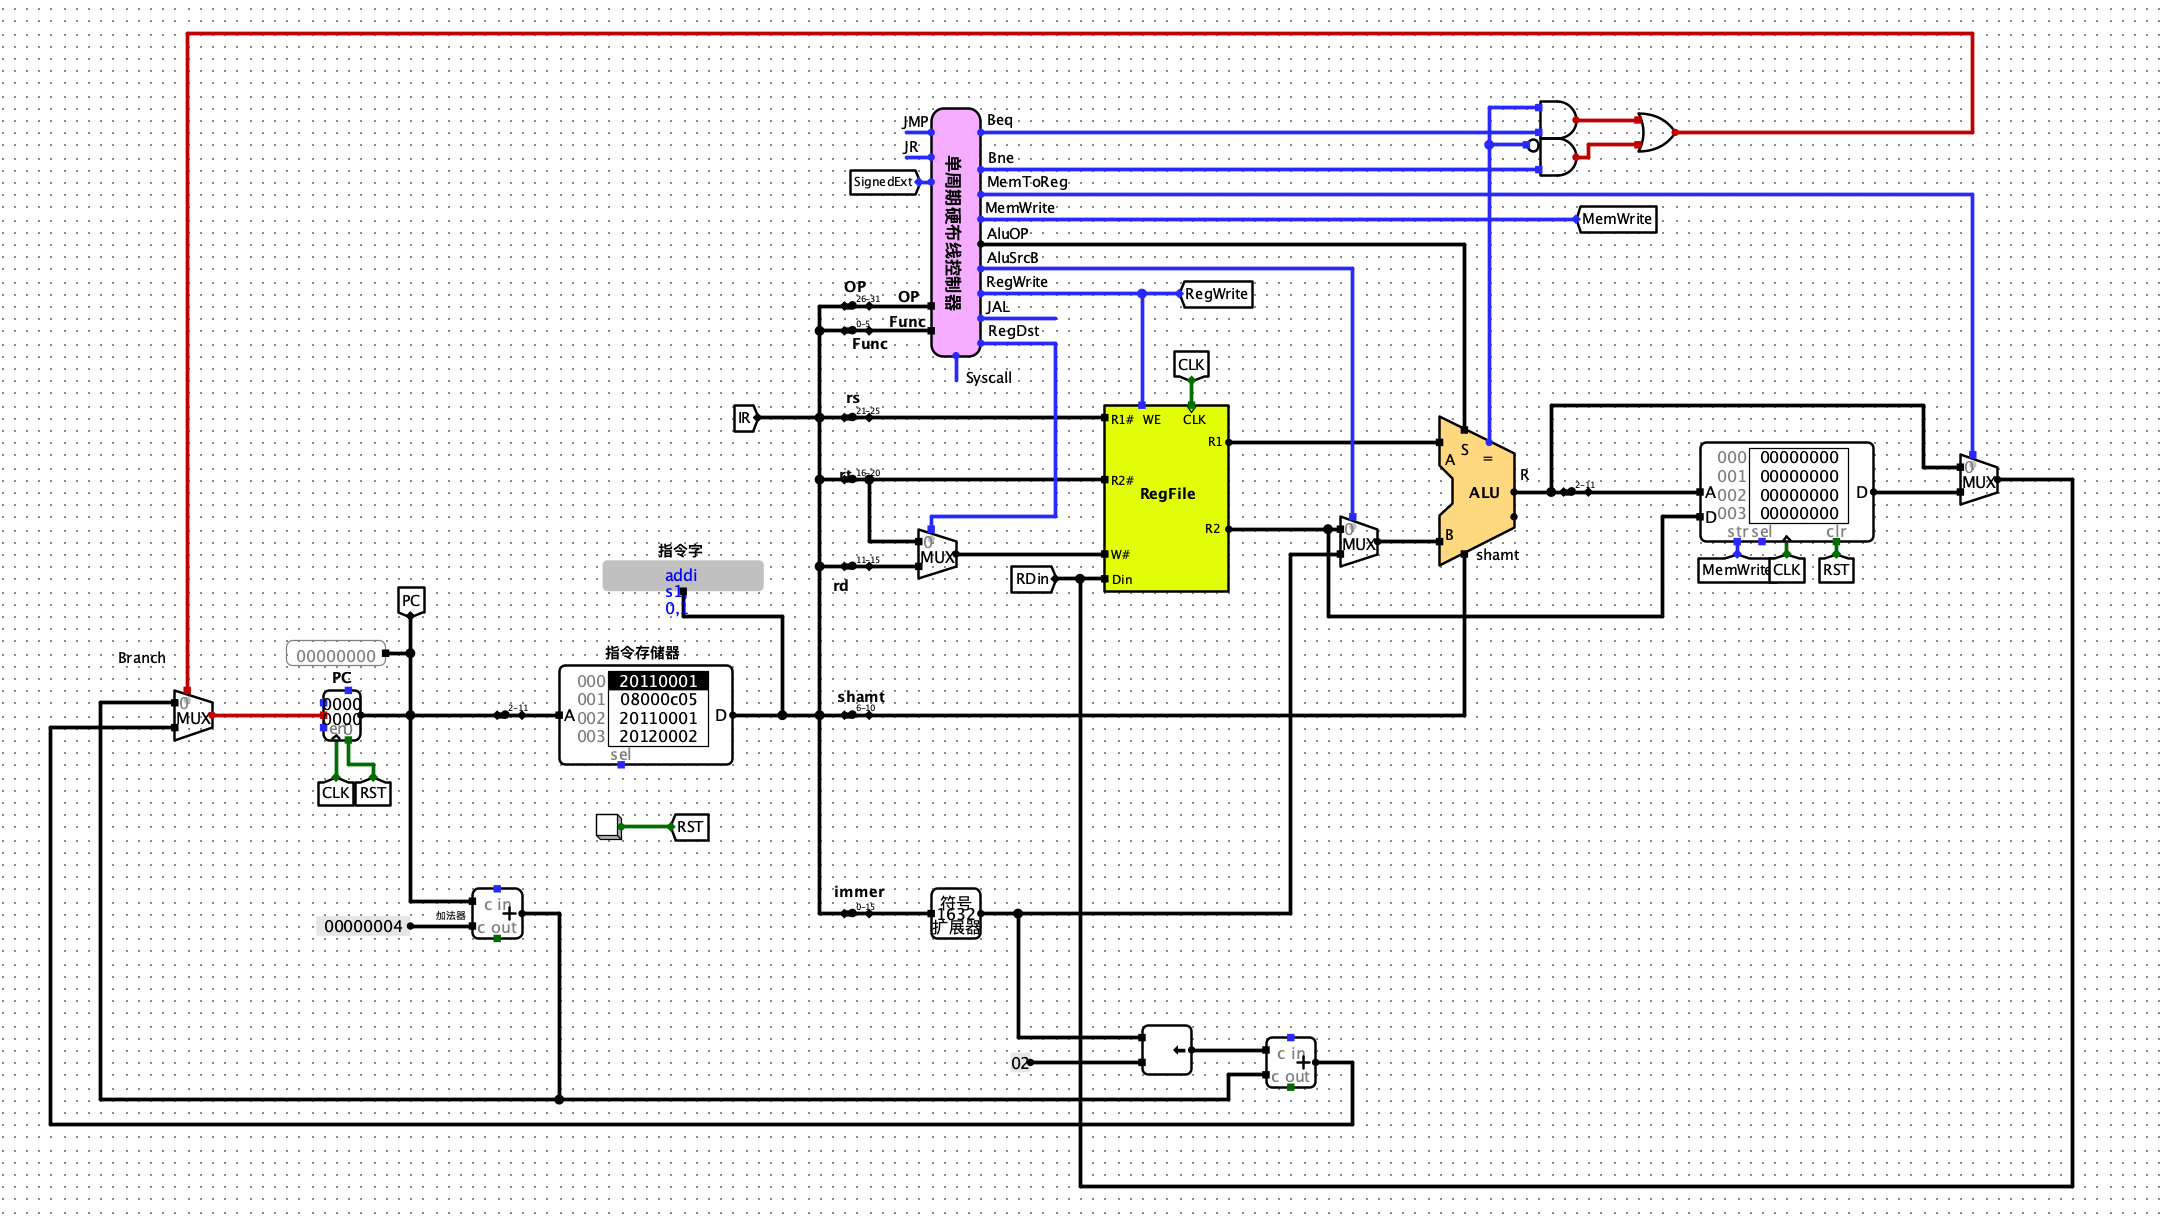 JMP
JR
SignedExt
单周期硬布线控制器
Beq
Bne
MemToReg
MemWrite
MemWrite
AluOP
AluSrcB
RegWrite
RegWrite
JAL
RegDst
OP
26-31
OP
0-5
Func
Func
Syscall
CLK
IR
rs
21-25
R1#
WE
CLK
R1
rt
16-20
R2#
RegFile
R2
W#
Din
RDin
0
MUX
11-15
rd
0
MUX
A
S
=
ALU
B
R
shamt
2-11
A
D
000 00000000
001 00000000
002 00000000
003 00000000
D
str sel
clr
MemWrite
CLK
RST
0
MUX
指令字
addi
s1
0,1
PC
00000000
PC
0000
0000
en 0
CLK
RST
Branch
0
MUX
2-11
指令存储器
A
000 20110001
001 08000c05
002 20110001
003 20120002
D
sel
RST
shamt
6-10
immer
0-15
符号
1632
扩展器
00000004
加法器
c in
+
c out
02
c in
+
c out